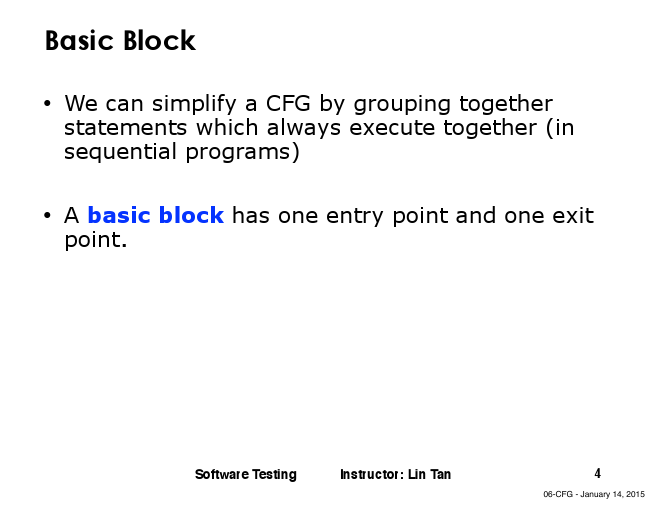 Basic Block
• We can simplify a CFG by grouping together
statements which always execute together (in
sequential programs)
• A basic block has one entry point and one exit
point.
Software Testing Instructor: Lin Tan 4
06-CFG - January 14, 2015